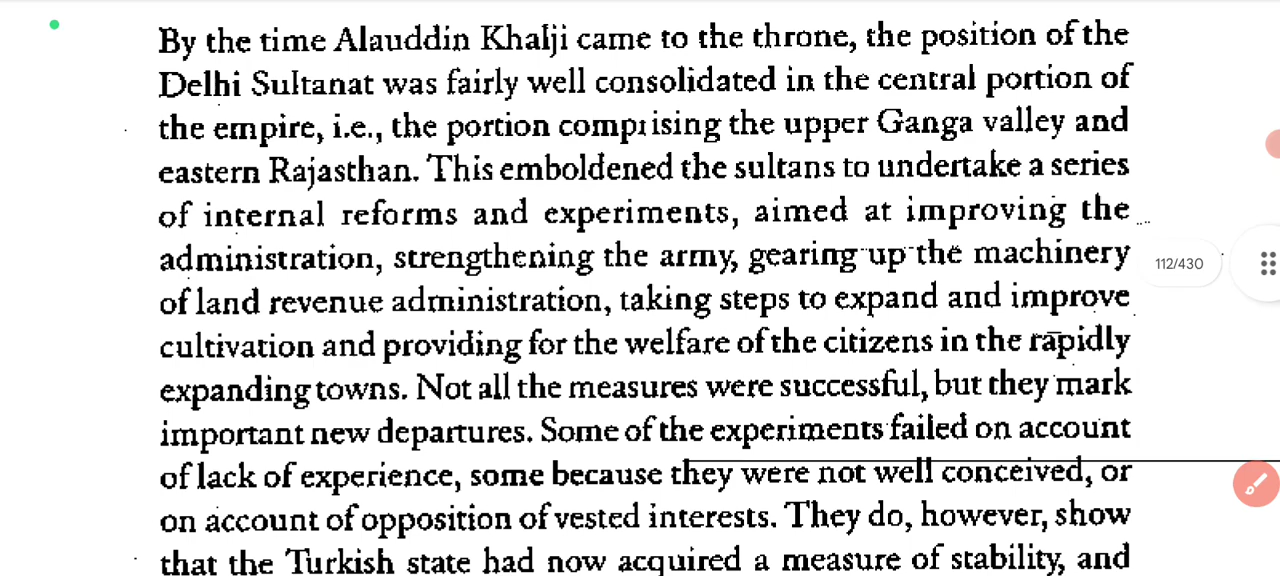 By the time Alauddin Khalji came to the throne, the position of the
Delhi Sultanat was fairly well consolidated in the central portion of
the empire, i.e., the portion comprising the upper Ganga valley and
eastern Rajasthan. This emboldened the sultans to undertake a series
of internal reforms and experiments, aimed at improving the
administration, strengthening the army, gearing up the machinery
of land revenue administration, taking steps to expand and improve
cultivation and providing for the welfare of the citizens in the rapidly
expanding towns. Not all the measures were successful, but they mark
important new departures. Some of the experiments failed on account
of lack of experience, some because they were not well conceived, or
on account of opposition of vested interests. They do, however, show
that the Turkish state had now acquired a measure of stability, and
112/430